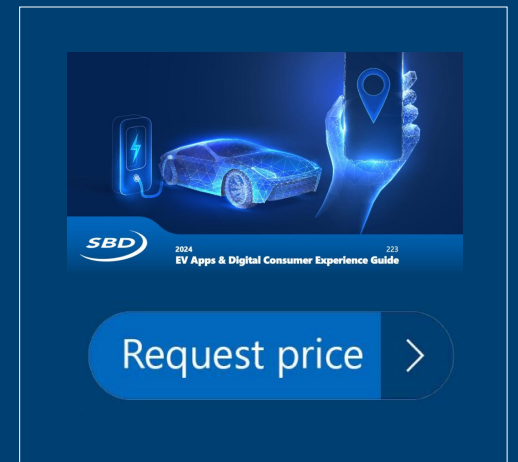 SBD
2024 223
EV Apps & Digital Consumer Experience Guide
Request price >